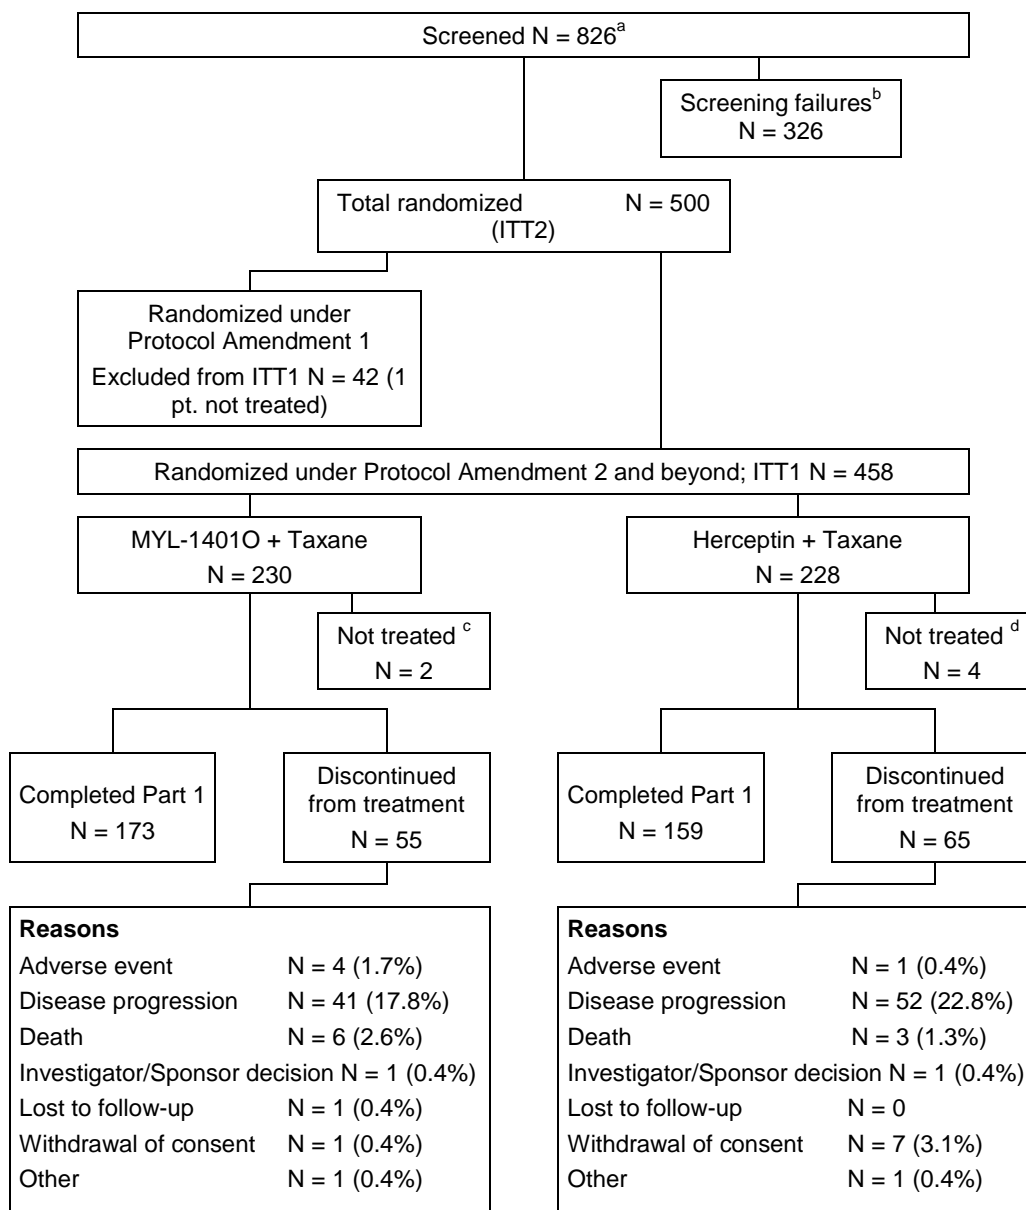 Screened N = 826a
Screening failuresb
N = 326
Total randomized N = 500
(ITT2)
Randomized under
Protocol Amendment 1
Excluded from ITT1 N = 42 (1
pt. not treated)
Randomized under Protocol Amendment 2 and beyond; ITT1 N = 458
MYL-1401O + Taxane
N = 230
Herceptin + Taxane
N = 228
Not treated c
N = 2
Not treated d
N = 4
Completed Part 1
N = 173
Discontinued
from treatment
N = 55
Completed Part 1
N = 159
Discontinued
from treatment
N = 65
Reasons
Adverse event N = 4 (1.7%)
Disease progression N = 41 (17.8%)
Death N = 6 (2.6%)
Investigator/Sponsor decision N = 1 (0.4%)
Lost to follow-up N = 1 (0.4%)
Withdrawal of consent N = 1 (0.4%)
Other N = 1 (0.4%)
Reasons
Adverse event N = 1 (0.4%)
Disease progression N = 52 (22.8%)
Death N = 3 (1.3%)
Investigator/Sponsor decision N = 1 (0.4%)
Lost to follow-up N = 0
Withdrawal of consent N = 7 (3.1%)
Other N = 1 (0.4%)